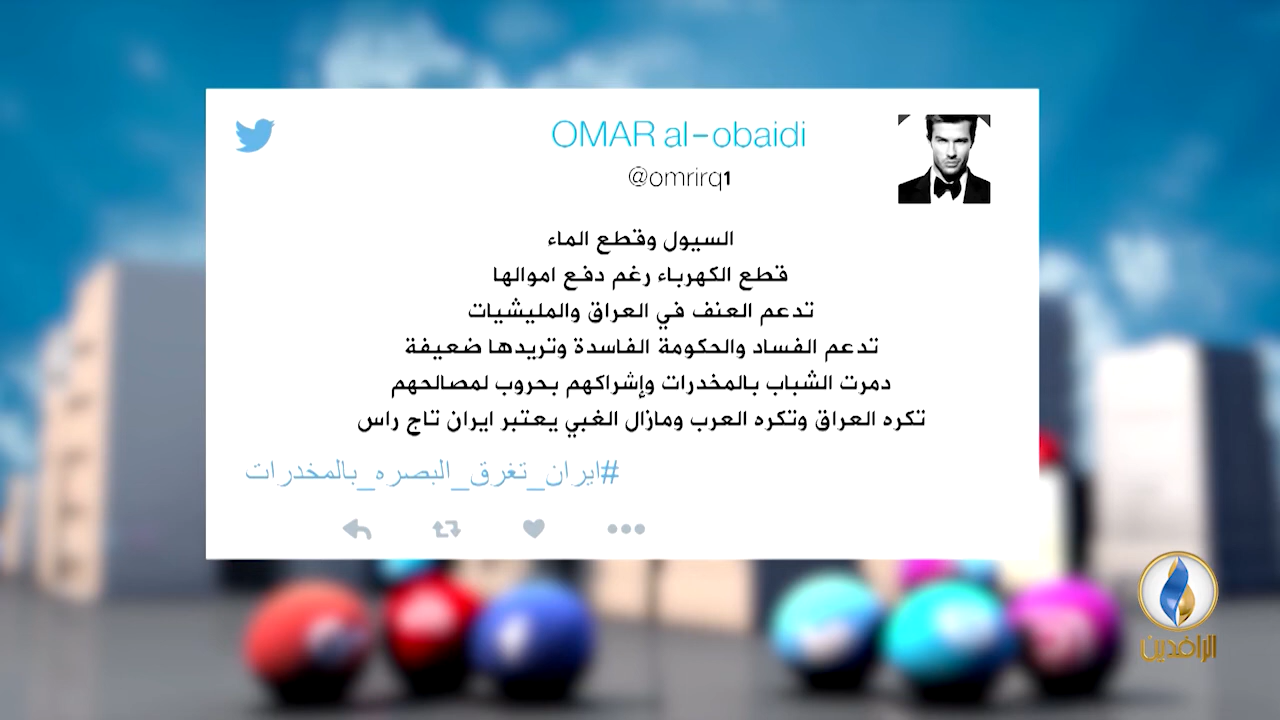 OMAR al-obaidi
@omrirq1
السيول وقطع الماء
قطع الكهرباء رغم دفع اموالها
تدعم العنف في العراق والمليشيات
تدعم الفساد والحكومة الفاسدة وتريدها ضعيفة
دمرت الشباب بالمخدرات وإشراكهم بحروب لمصالحهم
تكره العراق وتكره العرب ومازال الغبي يعتبر ايران تاج راس
#ايران_تغرق_البصره_بالمخدرات
الرافدين